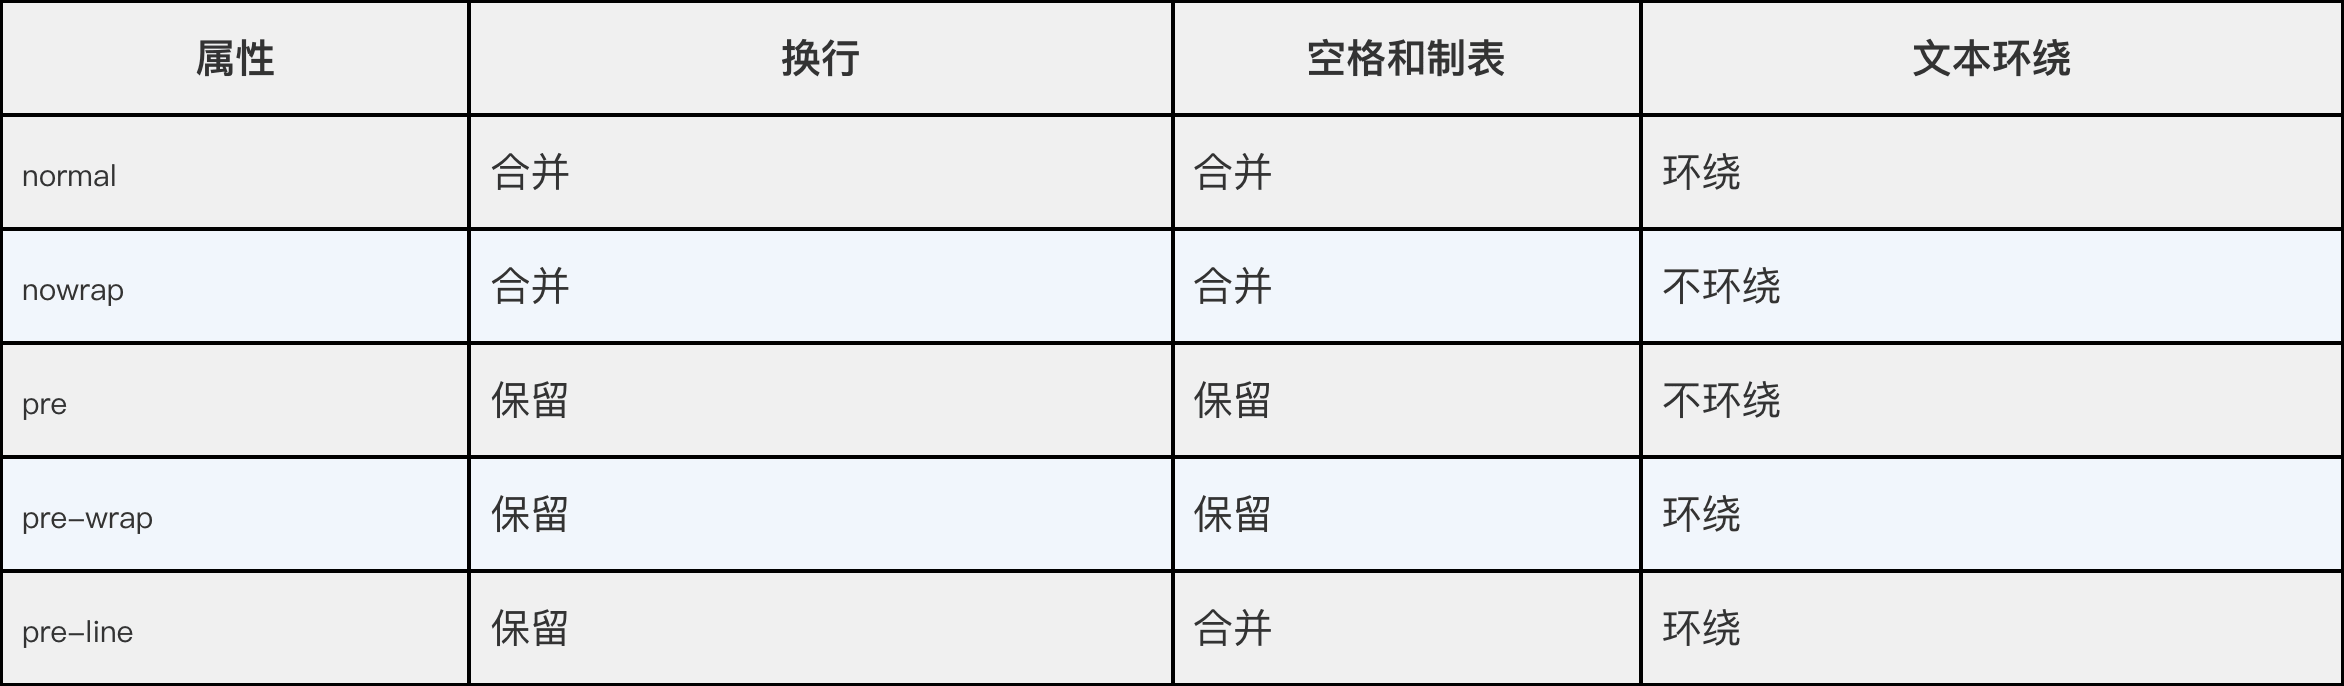 属性 换行 空格和制表 文本环绕
normal 合并 合并 环绕
nowrap 合并 合并 不环绕
pre 保留 保留 不环绕
pre-wrap 保留 保留 环绕
pre-line 保留 合并 环绕